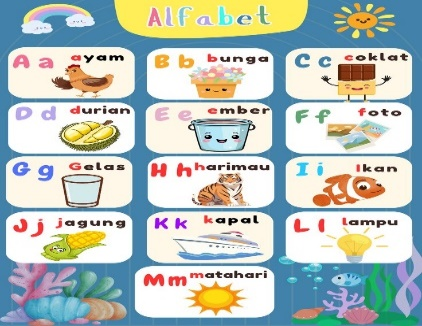 Alfabet
A a ayam
B b bunga
C c coklat
D d durian
E e ember
F f foto
G g Gelas
H h harimau
I i Ikan
J j jagung
K k kapal
L l lampu
M m matahari